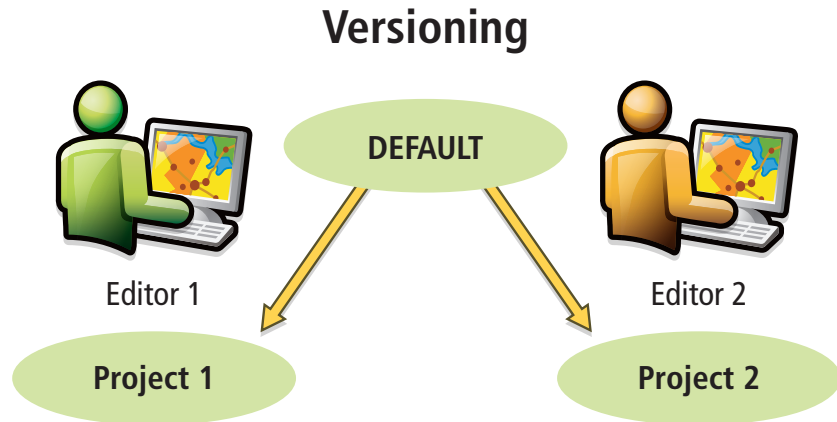 Versioning
DEFAULT
Editor 1
Editor 2
Project 1
Project 2